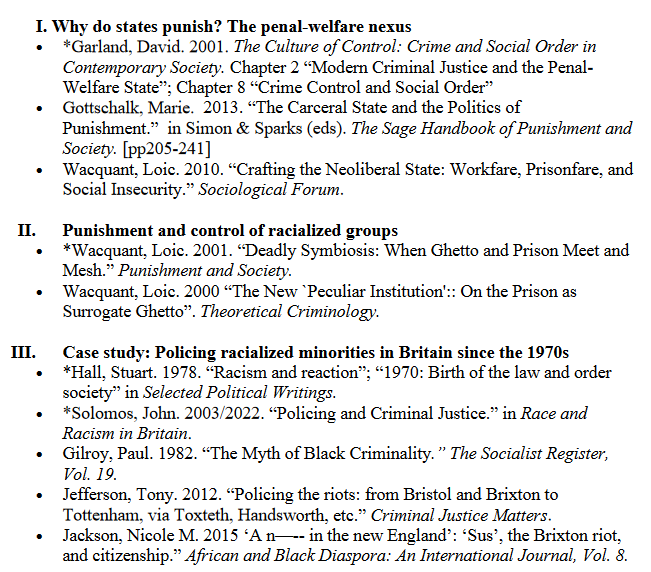 I. Why do states punish? The penal-welfare nexus
• *Garland, David. 2001. The Culture of Control: Crime and Social Order in
Contemporary Society. Chapter 2 “Modern Criminal Justice and the Penal-
Welfare State”; Chapter 8 “Crime Control and Social Order”
• Gottschalk, Marie.  2013. “The Carceral State and the Politics of
Punishment.”  in Simon & Sparks (eds). The Sage Handbook of Punishment and
Society. [pp205-241]
• Wacquant, Loic. 2010. “Crafting the Neoliberal State: Workfare, Prisonfare, and
Social Insecurity.” Sociological Forum.
II. Punishment and control of racialized groups
• *Wacquant, Loic. 2001. “Deadly Symbiosis: When Ghetto and Prison Meet and
Mesh.” Punishment and Society.
• Wacquant, Loic. 2000 “The New `Peculiar Institution':: On the Prison as
Surrogate Ghetto”. Theoretical Criminology.
III. Case study: Policing racialized minorities in Britain since the 1970s
• *Hall, Stuart. 1978. “Racism and reaction”; “1970: Birth of the law and order
society” in Selected Political Writings.
• *Solomos, John. 2003/2022. “Policing and Criminal Justice.” in Race and
Racism in Britain.
• Gilroy, Paul. 1982. “The Myth of Black Criminality.” The Socialist Register,
Vol. 19.
• Jefferson, Tony. 2012. “Policing the riots: from Bristol and Brixton to
Tottenham, via Toxteth, Handsworth, etc.” Criminal Justice Matters.
• Jackson, Nicole M. 2015 ‘A n—-- in the new England’: ‘Sus’, the Brixton riot,
and citizenship.” African and Black Diaspora: An International Journal, Vol. 8.